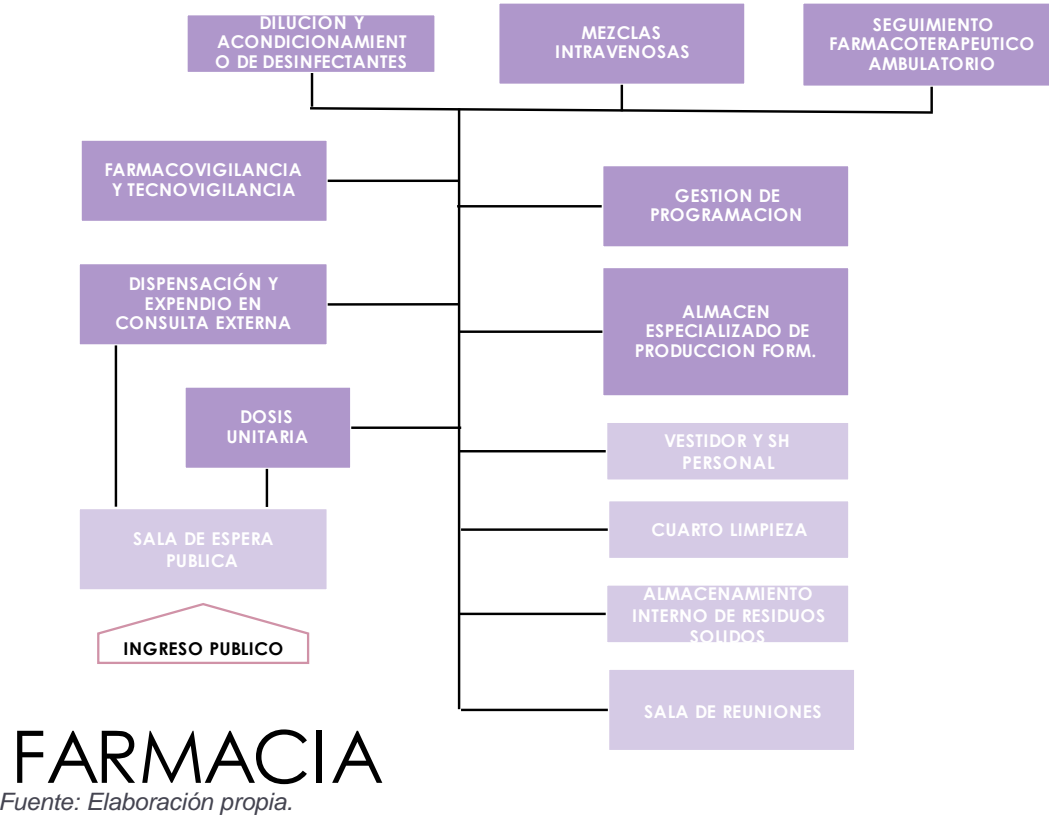 DILUCION Y
ACONDICIONAMIENT
O DE DESINFECTANTES
MEZCLAS
INTRAVENOSAS
SEGUIMIENTO
FARMACOTERAPEUTICO
AMBULATORIO
FARMACOVIGILANCIA
Y TECNOVIGILANCIA
GESTION DE
PROGRAMACION
DISPENSACIÓN Y
EXPENDIO EN
CONSULTA EXTERNA
ALMACEN
ESPECIALIZADO DE
PRODUCCION FORM.
DOSIS
UNITARIA
VESTIDOR Y SH
PERSONAL
SALA DE ESPERA
PUBLICA
CUARTO LIMPIEZA
ALMACENAMIENTO
INTERNO DE RESIDUOS
SOLIDOS
INGRESO PUBLICO
SALA DE REUNIONES
FARMACIA
Fuente: Elaboración propia.